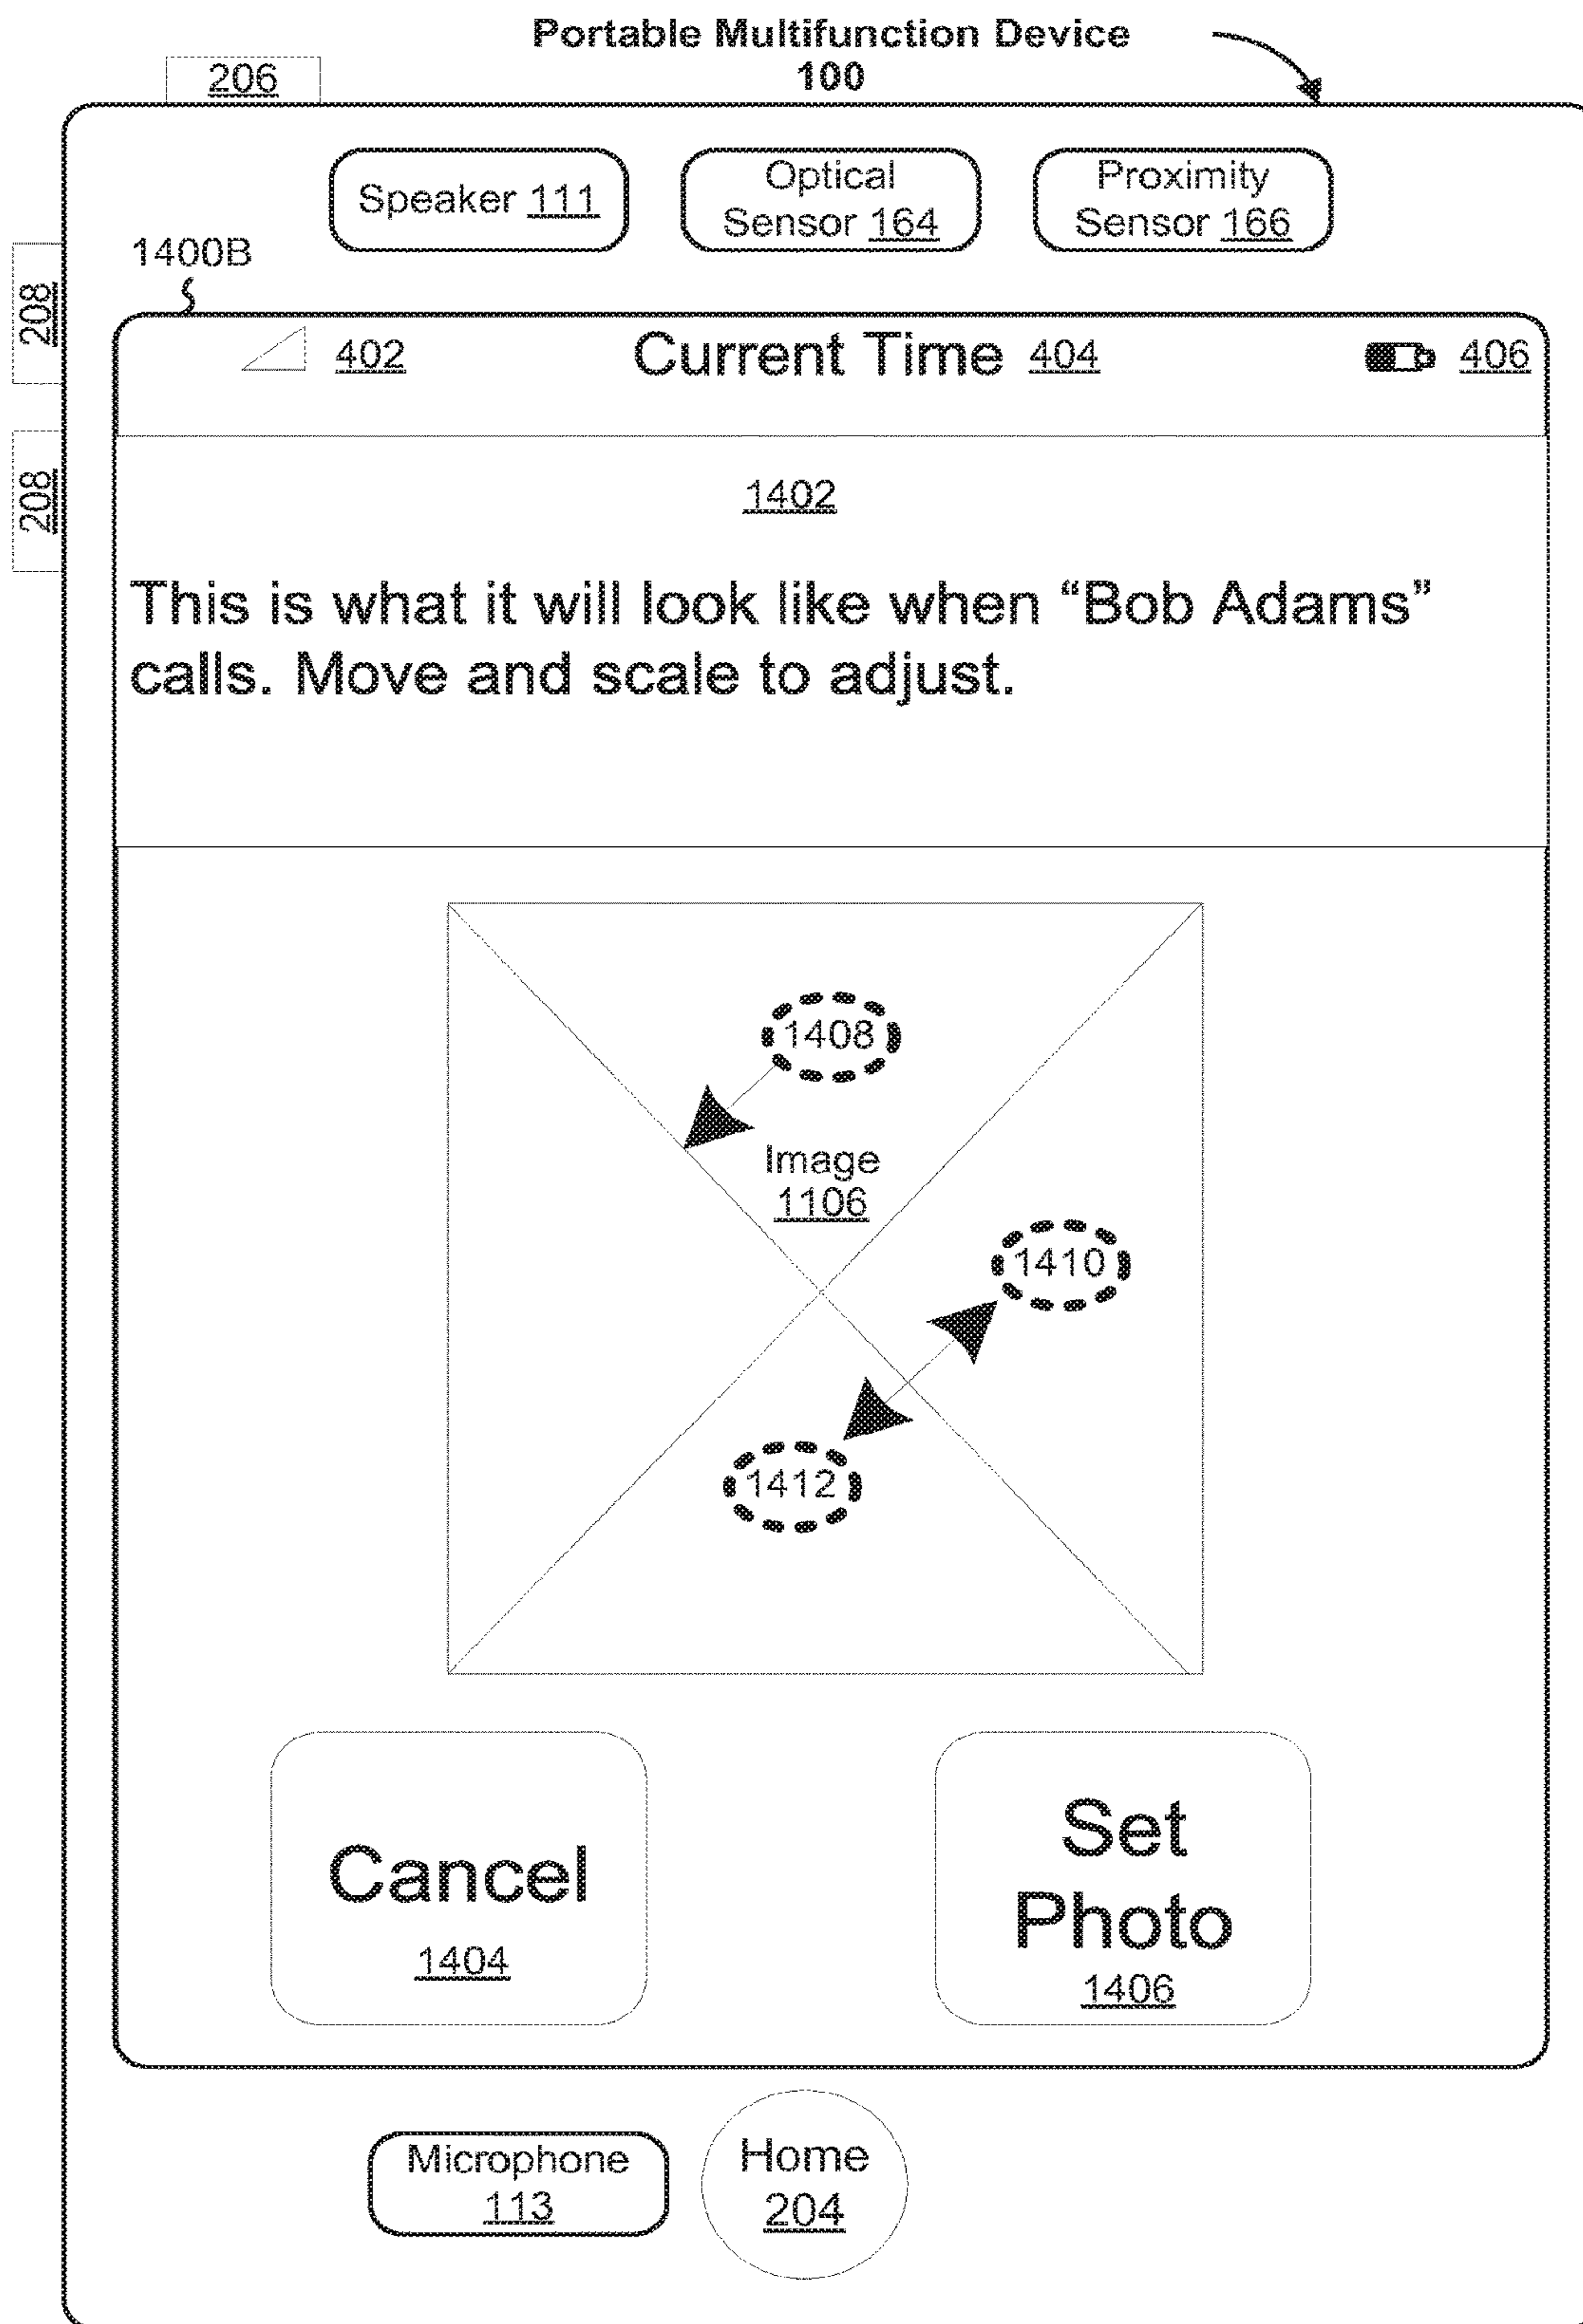 Portable Multifunction Device
100
206
Speaker 111
Optical
Sensor 164
Proximity
Sensor 166
1400B
208
402
Current Time 404
406
208
1402
This is what it will look like when “Bob Adams”
calls. Move and scale to adjust.
1408
Image
1106
1410
1412
Cancel
1404
Set
Photo
1406
Microphone
113
Home
204